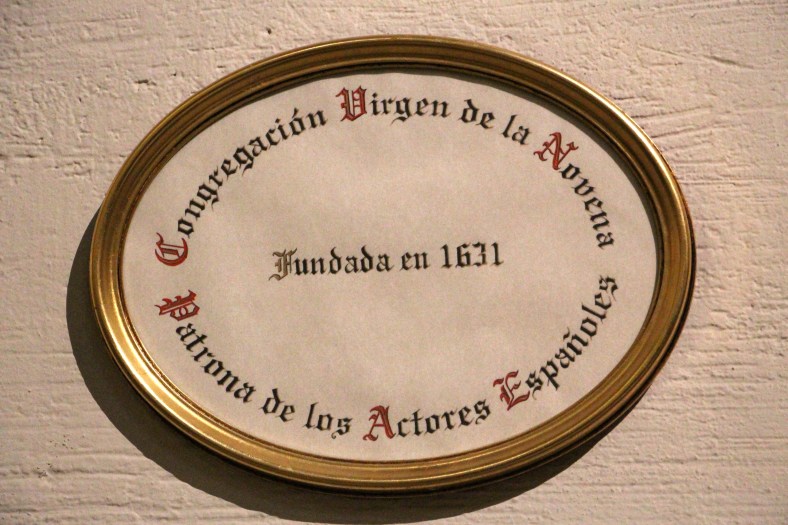 Congregación Virgen de la Novena
Fundada en 1631
Patrona de los Actores Españoles